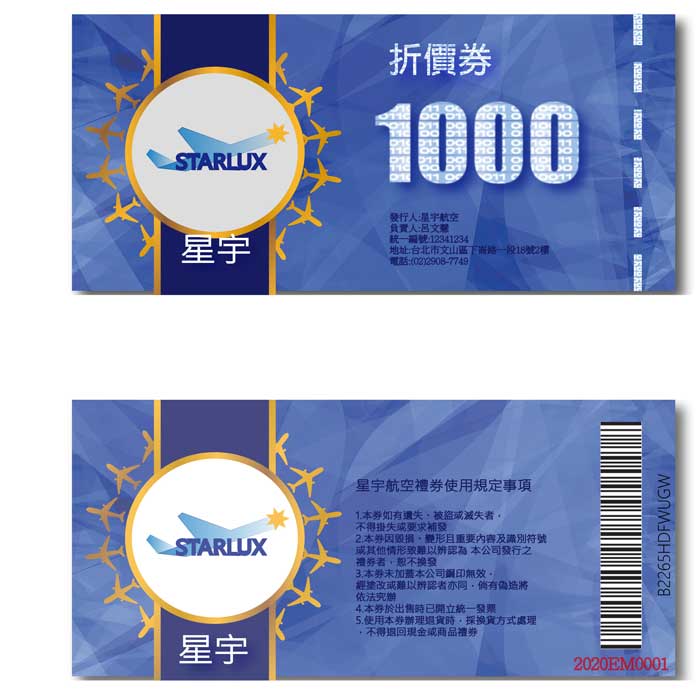 折價券
1000
STARLUX
星宇
發行人:星宇航空
負責人:呂文慧
統一編號:12341234
地址:台北市文山區下崙路一段18號2樓
電話:(02)2908-7749
星宇航空禮券使用規定事項
1.本券如有遺失、被盜或滅失者,
不得掛失或要求補發
2.本券因毀損、變形且重要內容及識別符號
或其他情形致難以辨認為 本公司發行之
禮券者，恕不換發
3.本券未加蓋本公司鋼印無效，
經塗改或難以辨認者亦同，倘有偽造將
依法究辦
4.本券於出售時已開立統一發票
5.使用本券辦理退貨時，採換貨方式處理
，不得退回現金或商品禮券
STARLUX
星宇
B2265HDFWUGW
2020EM0001